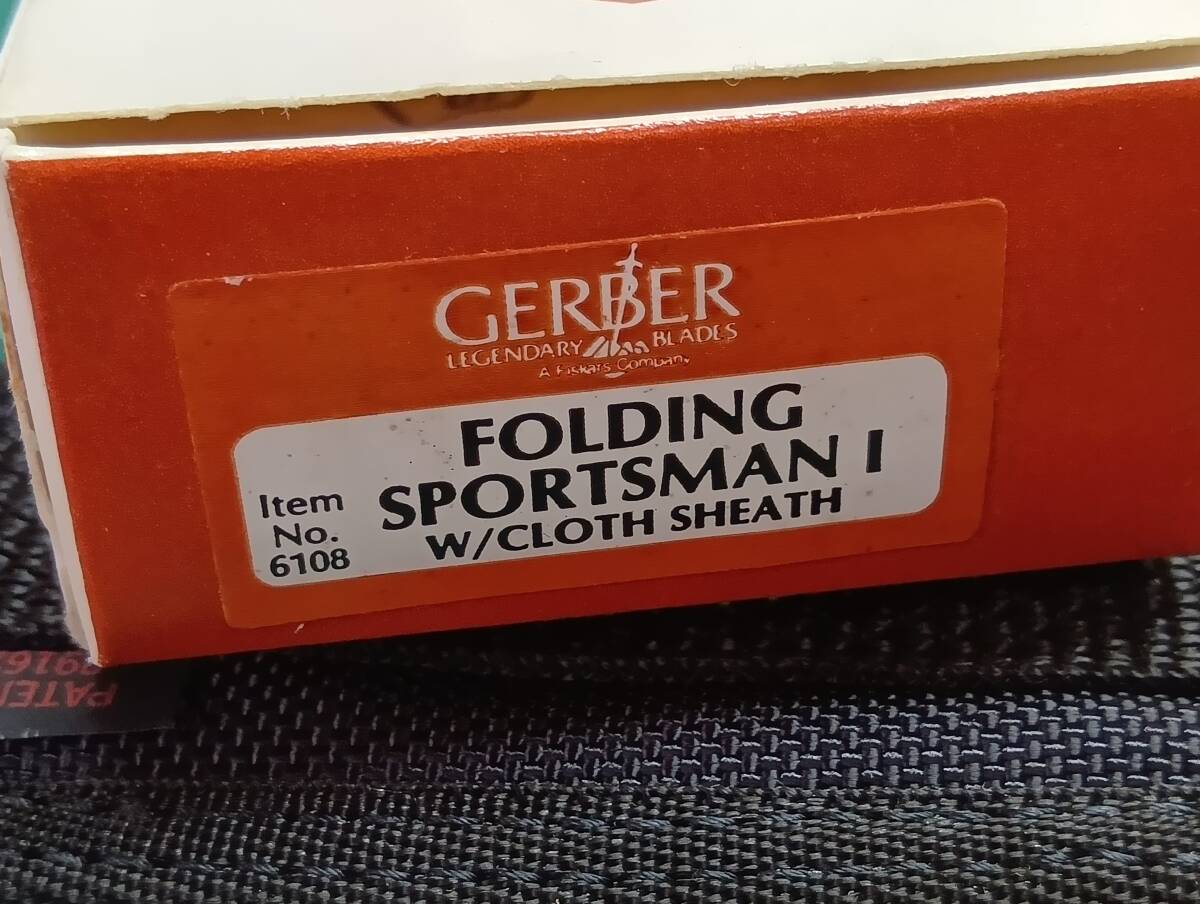 GERBER
LEGENDARY BLADES
A Fiskars Company
FOLDING
SPORTSMAN I
W/CLOTH SHEATH
Item
No.
6108